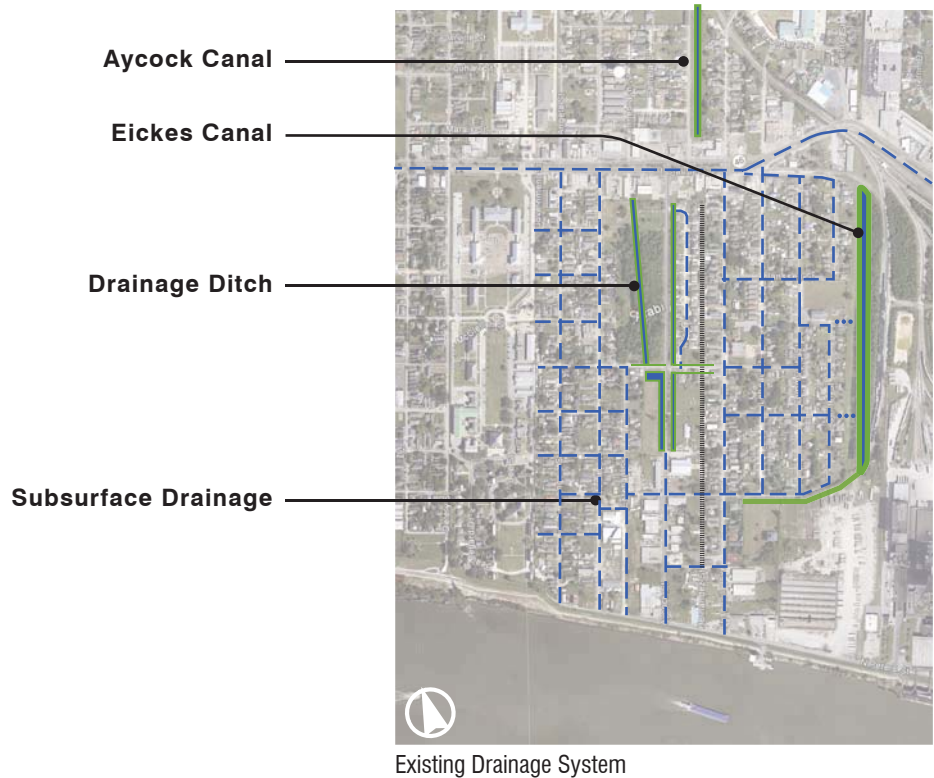 Aycock Canal
Eickes Canal
Drainage Ditch
Subsurface Drainage
Existing Drainage System